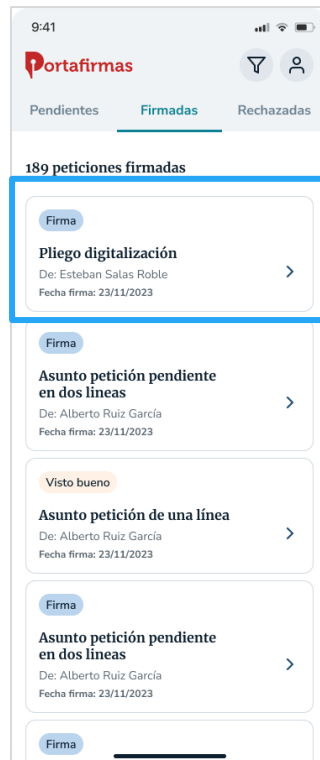 9:41
Portafirmas
Pendientes Firmadas Rechazadas
189 peticiones firmadas
Firma
Pliego digitalización
De: Esteban Salas Roble
Fecha firma: 23/11/2023
Firma
Asunto petición pendiente
en dos lineas
De: Alberto Ruiz García
Fecha firma: 23/11/2023
Visto bueno
Asunto petición de una línea
De: Alberto Ruiz García
Fecha firma: 23/11/2023
Firma
Asunto petición pendiente
en dos lineas
De: Alberto Ruiz García
Fecha firma: 23/11/2023
Firma